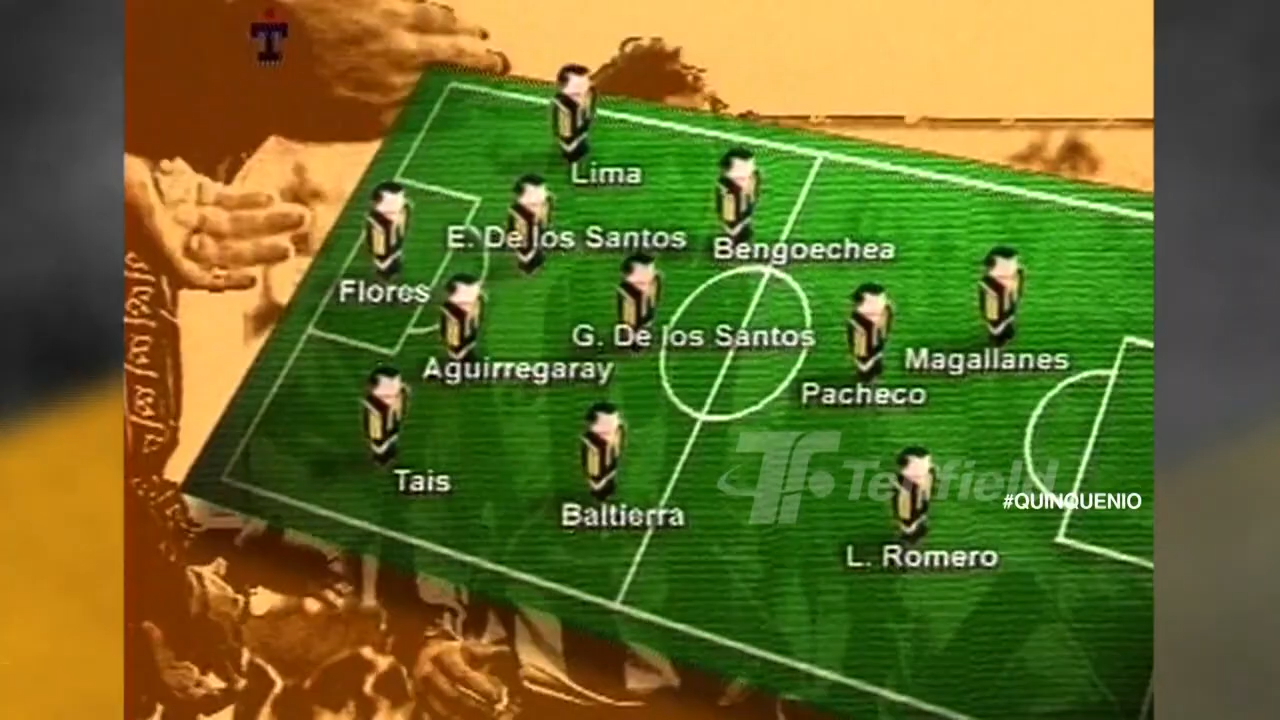 T
Lima
E. De los Santos
Bengoechea
Flores
G. De los Santos
Magallanes
Aguirregaray
Pacheco
Tais
Tenfield
#QUINQUENIO
Baltierra
L. Romero